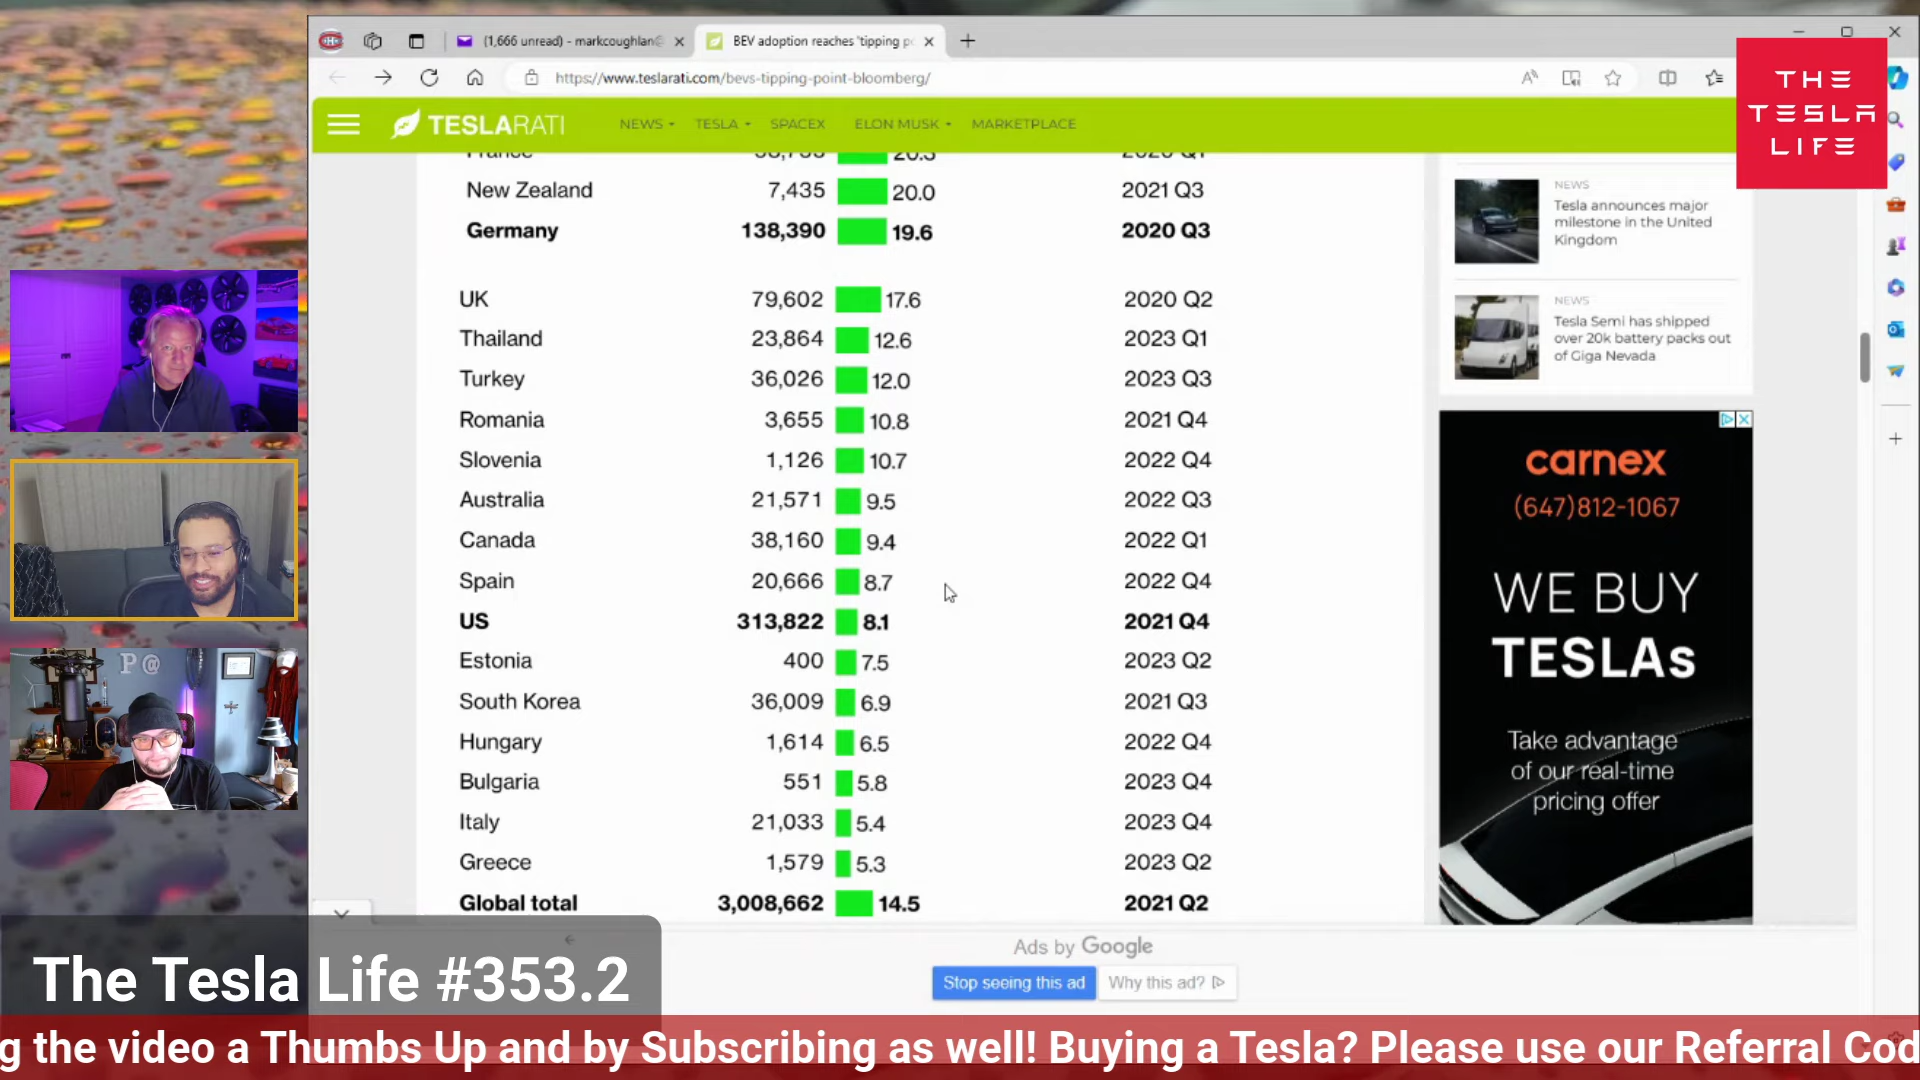 (1,666 unread) - markcoughlan@
BEV adoption reaches 'tipping p
https://www.teslarati.com/bevs-tipping-point-bloomberg/
TESLARATI
NEWS
TESLA
SPACEX
ELON MUSK
MARKETPLACE
THE
TESLA
LIFE
France 20.3 2020 Q1
New Zealand 7,435 20.0 2021 Q3
Germany 138,390 19.6 2020 Q3
UK 79,602 17.6 2020 Q2
Thailand 23,864 12.6 2023 Q1
Turkey 36,026 12.0 2023 Q3
Romania 3,655 10.8 2021 Q4
Slovenia 1,126 10.7 2022 Q4
Australia 21,571 9.5 2022 Q3
Canada 38,160 9.4 2022 Q1
Spain 20,666 8.7 2022 Q4
US 313,822 8.1 2021 Q4
Estonia 400 7.5 2023 Q2
South Korea 36,009 6.9 2021 Q3
Hungary 1,614 6.5 2022 Q4
Bulgaria 551 5.8 2023 Q4
Italy 21,033 5.4 2023 Q4
Greece 1,579 5.3 2023 Q2
Global total 3,008,662 14.5 2021 Q2
NEWS
Tesla announces major
milestone in the United
Kingdom
NEWS
Tesla Semi has shipped
over 20k battery packs out
of Giga Nevada
carnex
(647)812-1067
WE BUY
TESLAs
Take advantage
of our real-time
pricing offer
P @
Ads by Google
Stop seeing this ad
Why this ad?
The Tesla Life #353.2
g the video a Thumbs Up and by Subscribing as well! Buying a Tesla? Please use our Referral Cod